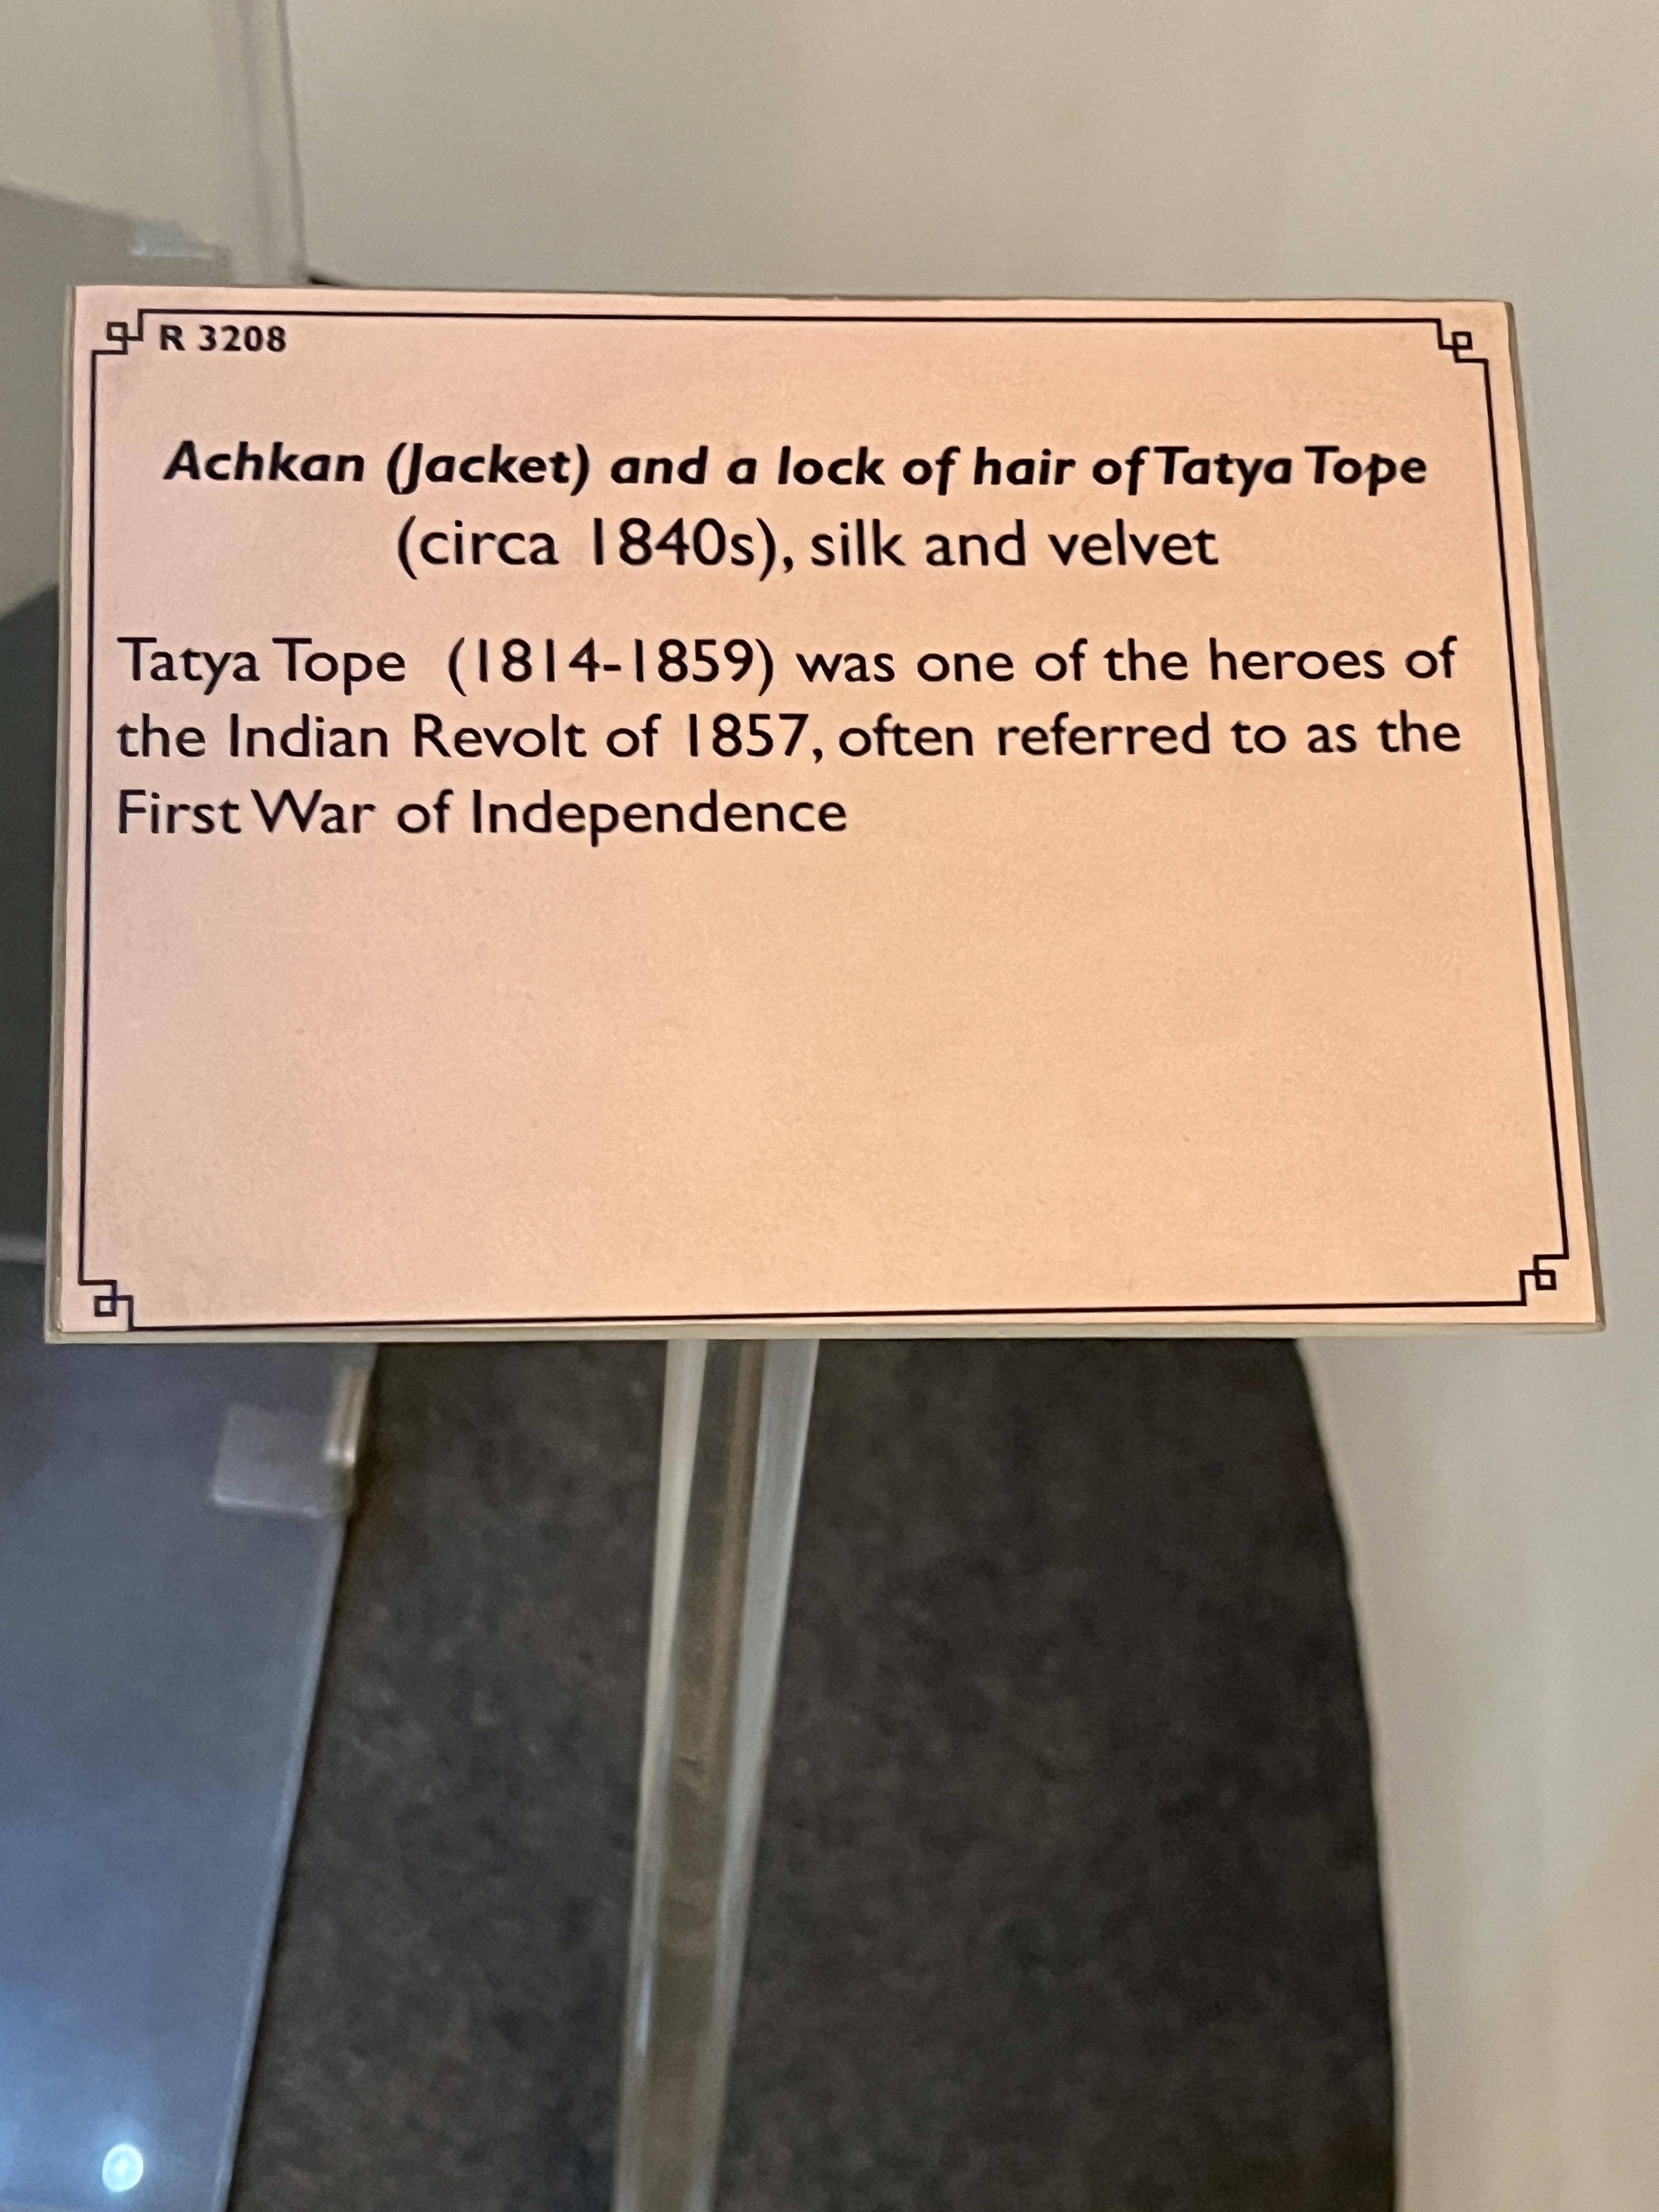 R 3208
Achkan (Jacket) and a lock of hair of Tatya Tope
(circa 1840s), silk and velvet
Tatya Tope (1814-1859) was one of the heroes of
the Indian Revolt of 1857, often referred to as the
First War of Independence